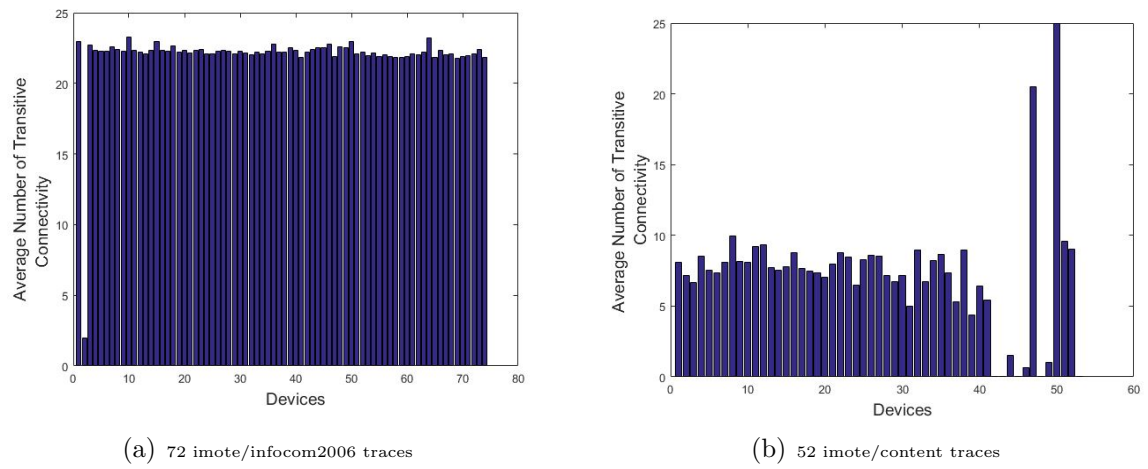 25
20
15
10
5
0
Average Number of Transitive
Connectivity
0 10 20 30 40 50 60 70 80
Devices
(a) 72 imote/infocom2006 traces
25
20
15
10
5
0
Average Number of Transitive
Connectivity
0 10 20 30 40 50 60
Devices
(b) 52 imote/content traces